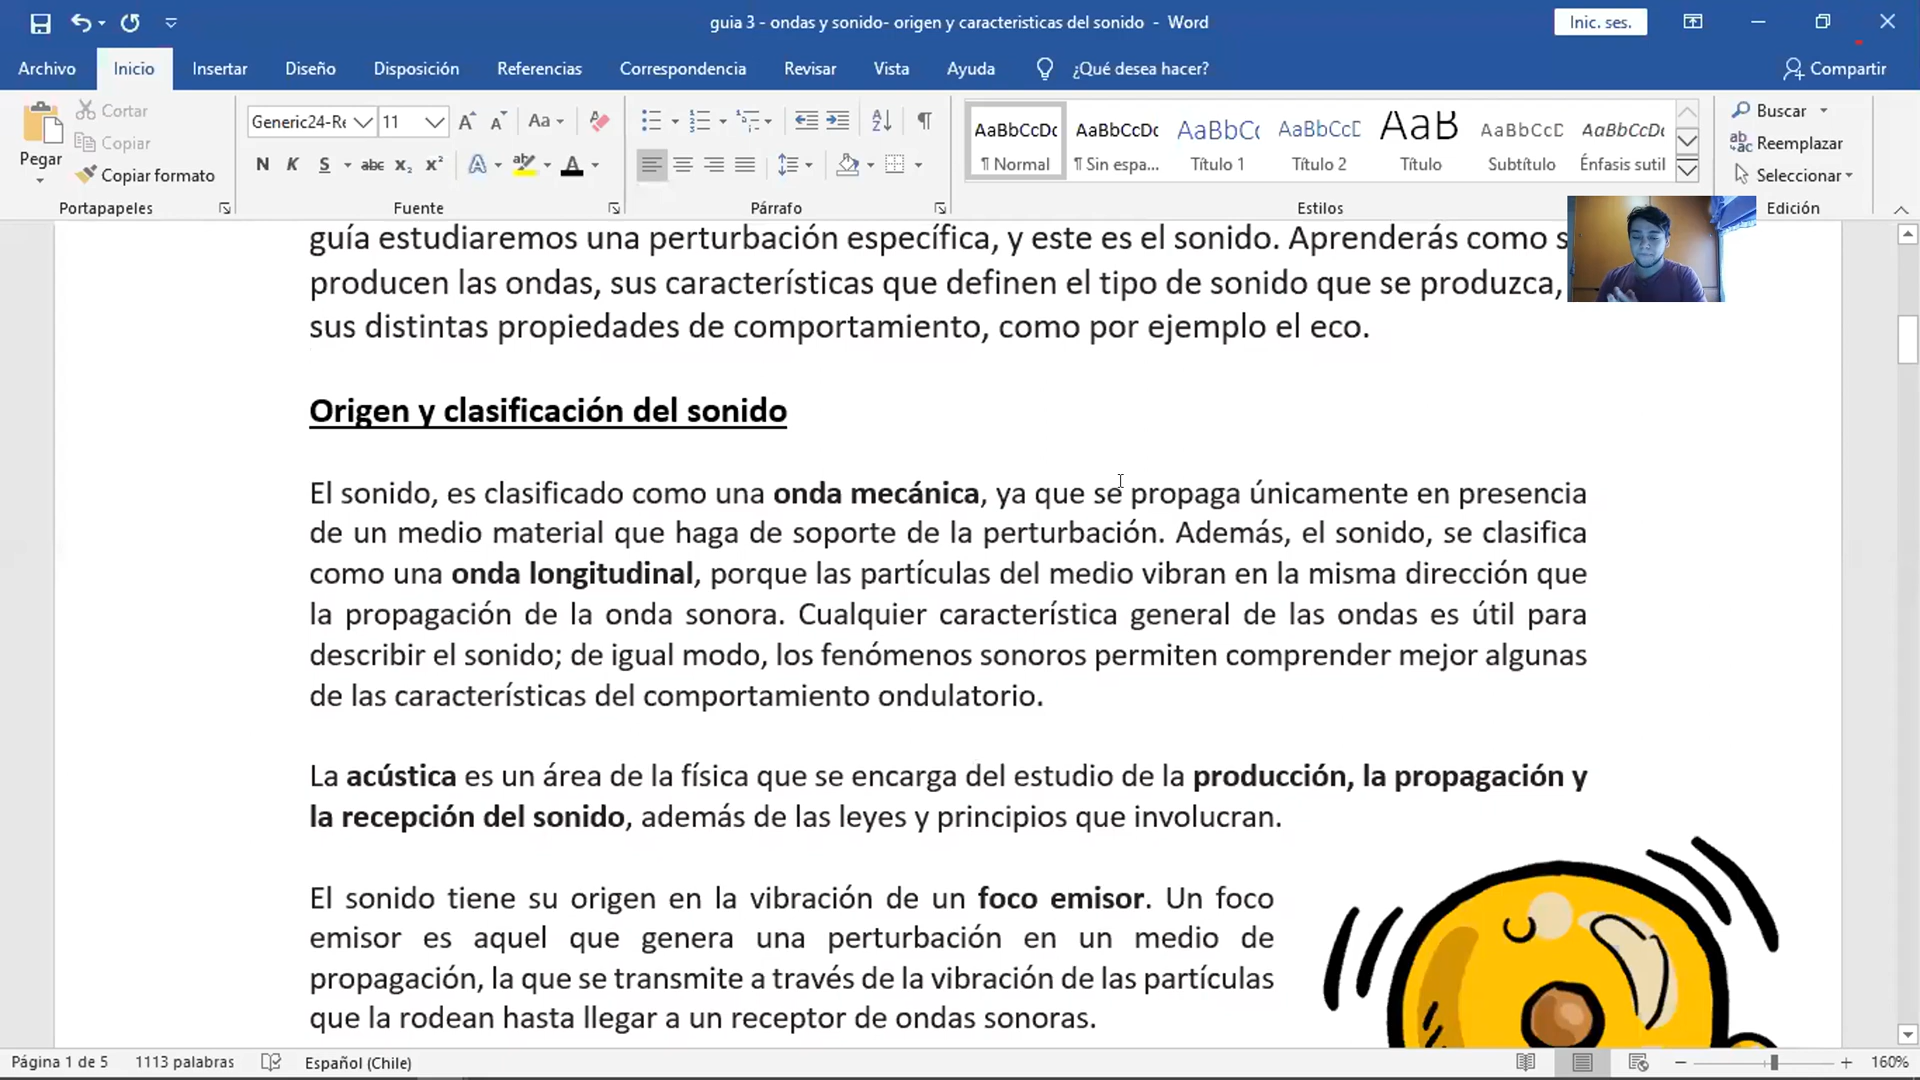 guia 3 - ondas y sonido- origen y caracteristicas del sonido - Word
Inic. ses.
Archivo Inicio Insertar Diseño Disposición Referencias Correspondencia Revisar Vista Ayuda ¿Qué desea hacer? Compartir
Pegar
Cortar
Copiar
Copiar formato
Portapapeles
Generic24-Re 11
N K S abc x₂ x²
Fuente
Párrafo
AaBbCcDc AaBbCcDc AaBbC( AaBbCcD AaB AaBbCcD AaBbCcDc
¶ Normal ¶ Sin espa... Título 1 Título 2 Título Subtítulo Énfasis sutil
Estilos
Buscar
Reemplazar
Seleccionar
Edición
guía estudiaremos una perturbación específica, y este es el sonido. Aprenderás como s
producen las ondas, sus características que definen el tipo de sonido que se produzca,
sus distintas propiedades de comportamiento, como por ejemplo el eco.
Origen y clasificación del sonido
El sonido, es clasificado como una onda mecánica, ya que se propaga únicamente en presencia
de un medio material que haga de soporte de la perturbación. Además, el sonido, se clasifica
como una onda longitudinal, porque las partículas del medio vibran en la misma dirección que
la propagación de la onda sonora. Cualquier característica general de las ondas es útil para
describir el sonido; de igual modo, los fenómenos sonoros permiten comprender mejor algunas
de las características del comportamiento ondulatorio.
La acústica es un área de la física que se encarga del estudio de la producción, la propagación y
la recepción del sonido, además de las leyes y principios que involucran.
El sonido tiene su origen en la vibración de un foco emisor. Un foco
emisor es aquel que genera una perturbación en un medio de
propagación, la que se transmite a través de la vibración de las partículas
que la rodean hasta llegar a un receptor de ondas sonoras.
Página 1 de 5 1113 palabras Español (Chile) 160%